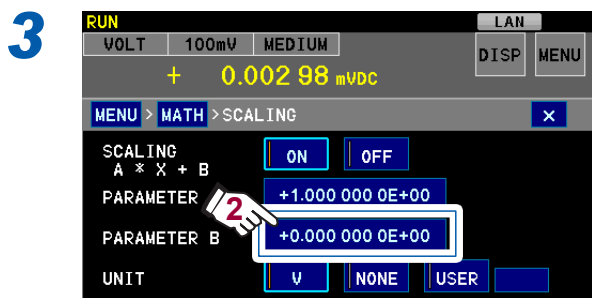 3
RUN LAN
VOLT 100mV MEDIUM DISP MENU
+ 0.002 98 mVDC
MENU > MATH > SCALING ×
SCALING ON OFF
A * X + B
PARAMETER +1.000 000 0E+00
2
PARAMETER B +0.000 000 0E+00
UNIT V NONE USER